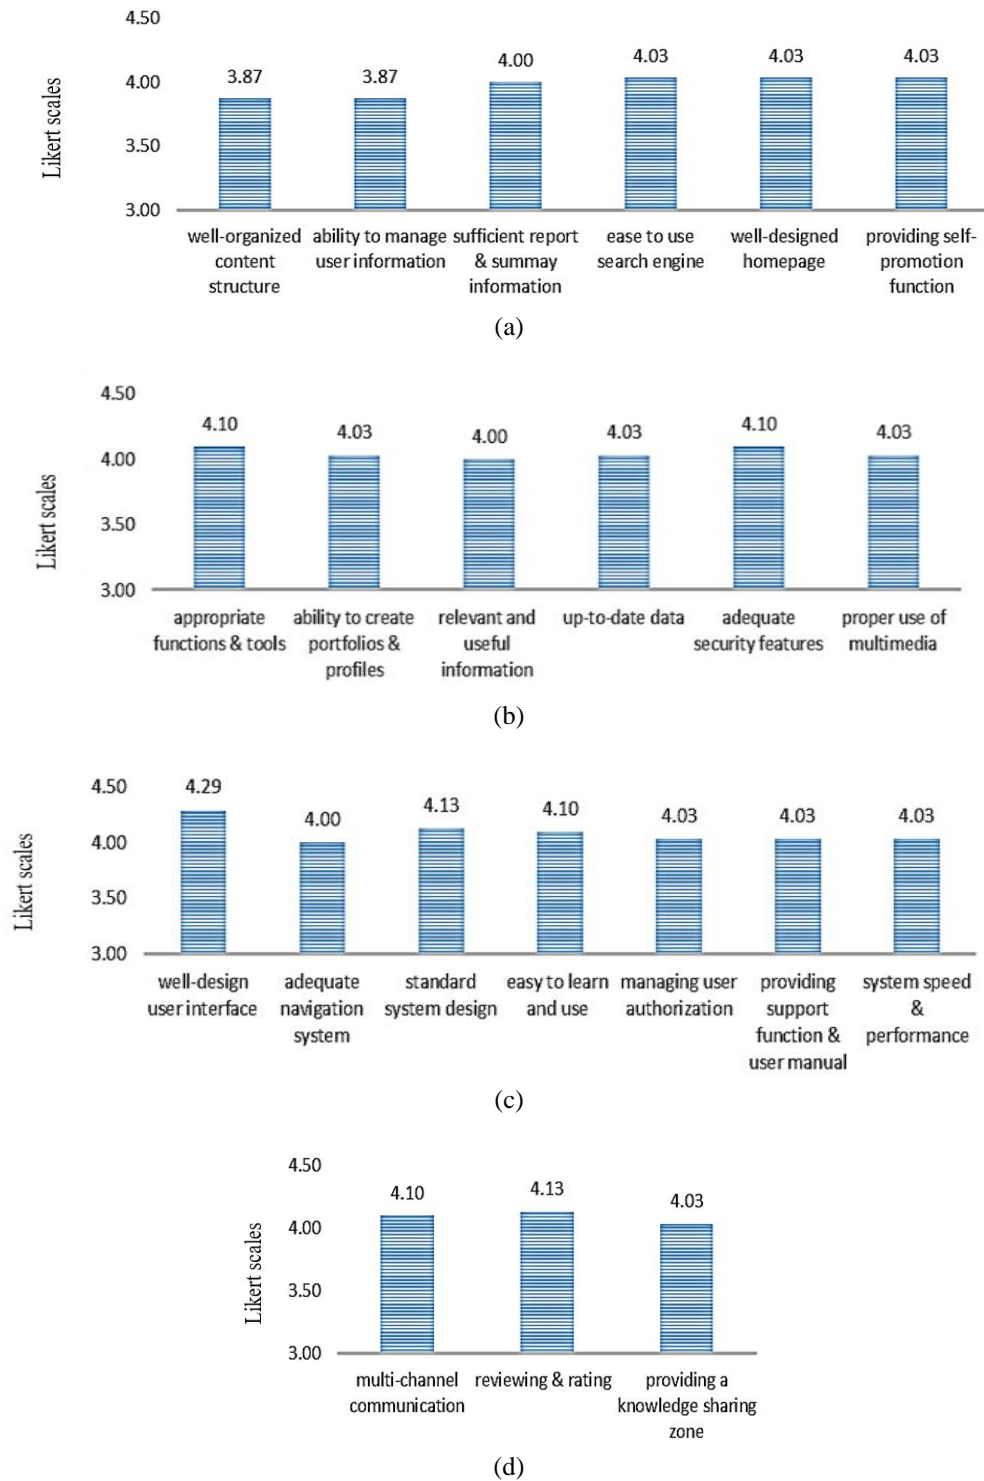 4.50
4.00
3.50
3.00
Likert scales
3.87 3.87 4.00 4.03 4.03 4.03
well-organized ability to manage sufficient report ease to use well-designed providing self-
content user information & summay search engine homepage promotion
structure information function
(a)
4.50
4.00
3.50
3.00
Likert scales
4.10 4.03 4.00 4.03 4.10 4.03
appropriate ability to create relevant and up-to-date data adequate proper use of
functions & tools portfolios & useful security features multimedia
profiles information
(b)
4.50
4.00
3.50
3.00
Likert scales
4.29 4.00 4.13 4.10 4.03 4.03 4.03
well-design adequate standard easy to learn managing user providing system speed
user interface navigation system design and use authorization support &
system function & performance
user manual
(c)
4.50
4.00
3.50
3.00
Likert scales
4.10 4.13 4.03
multi-channel reviewing & rating providing a
communication knowledge sharing
zone
(d)